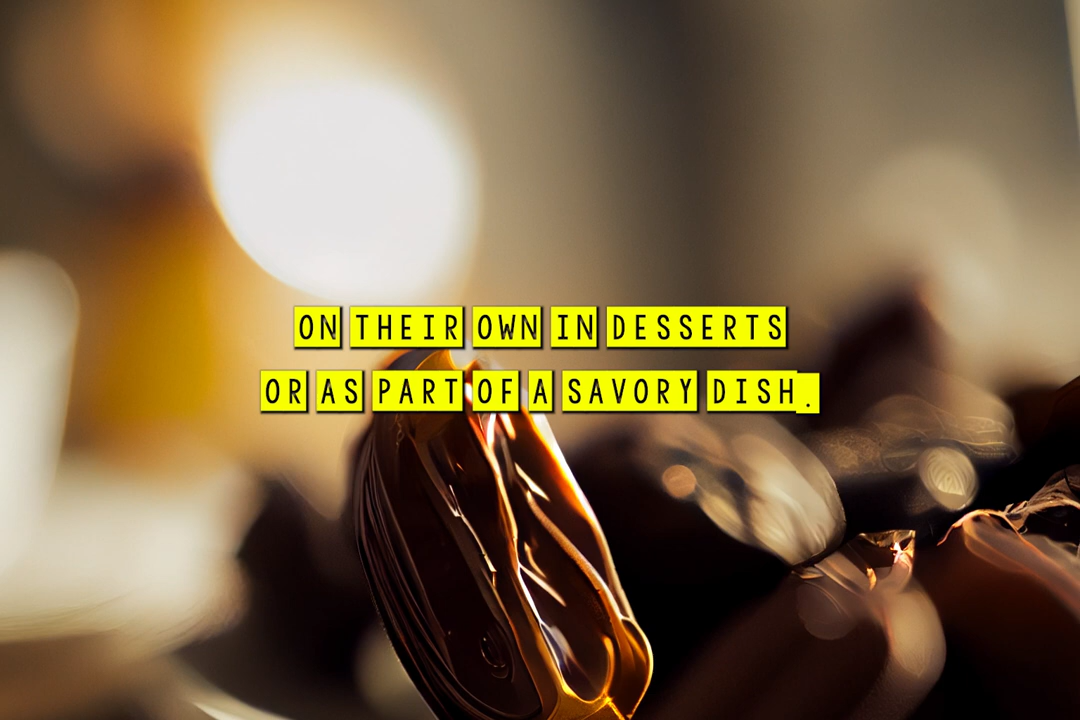 ON THEIR OWN IN DESSERTS
OR AS PART OF A SAVORY DISH.